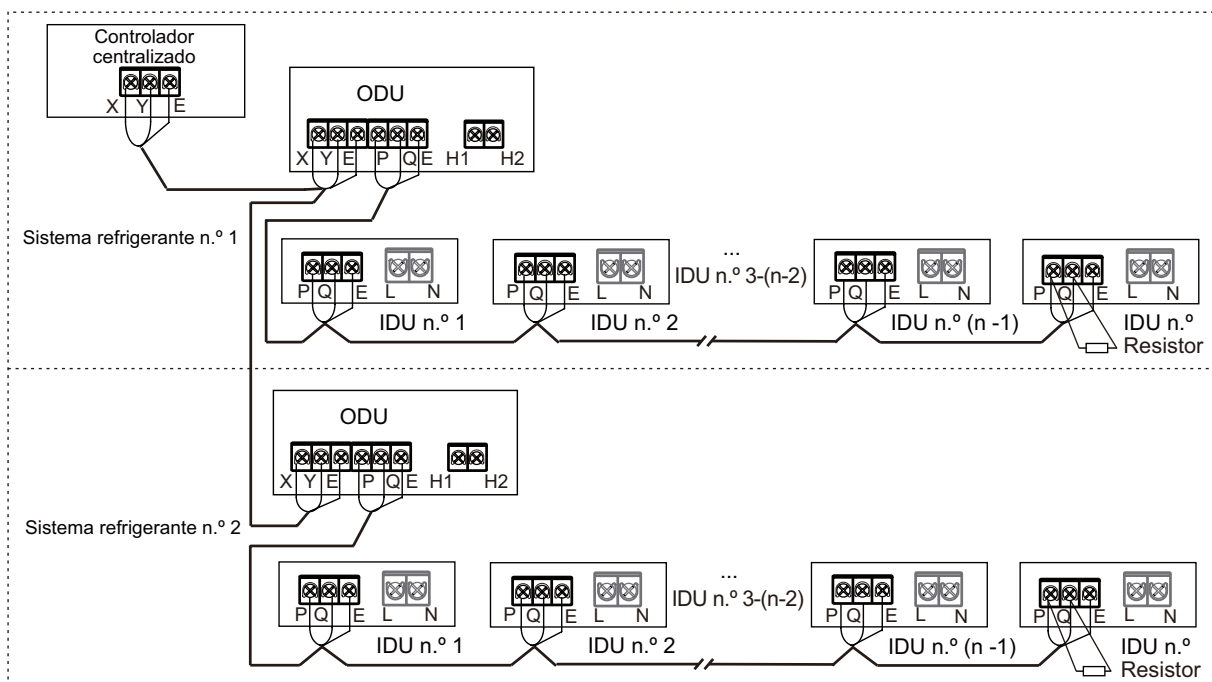 Controlador
centralizado
X Y E
ODU
X Y E P Q E H1 H2
Sistema refrigerante n.º 1
P Q E L N
IDU n.º 1
P Q E L N
IDU n.º 2
...
IDU n.º 3-(n-2)
P Q E L N
IDU n.º (n -1)
P Q E L N
IDU n.º
Resistor
ODU
X Y E P Q E H1 H2
Sistema refrigerante n.º 2
P Q E L N
IDU n.º 1
P Q E L N
IDU n.º 2
...
IDU n.º 3-(n-2)
P Q E L N
IDU n.º (n -1)
P Q E L N
IDU n.º
Resistor